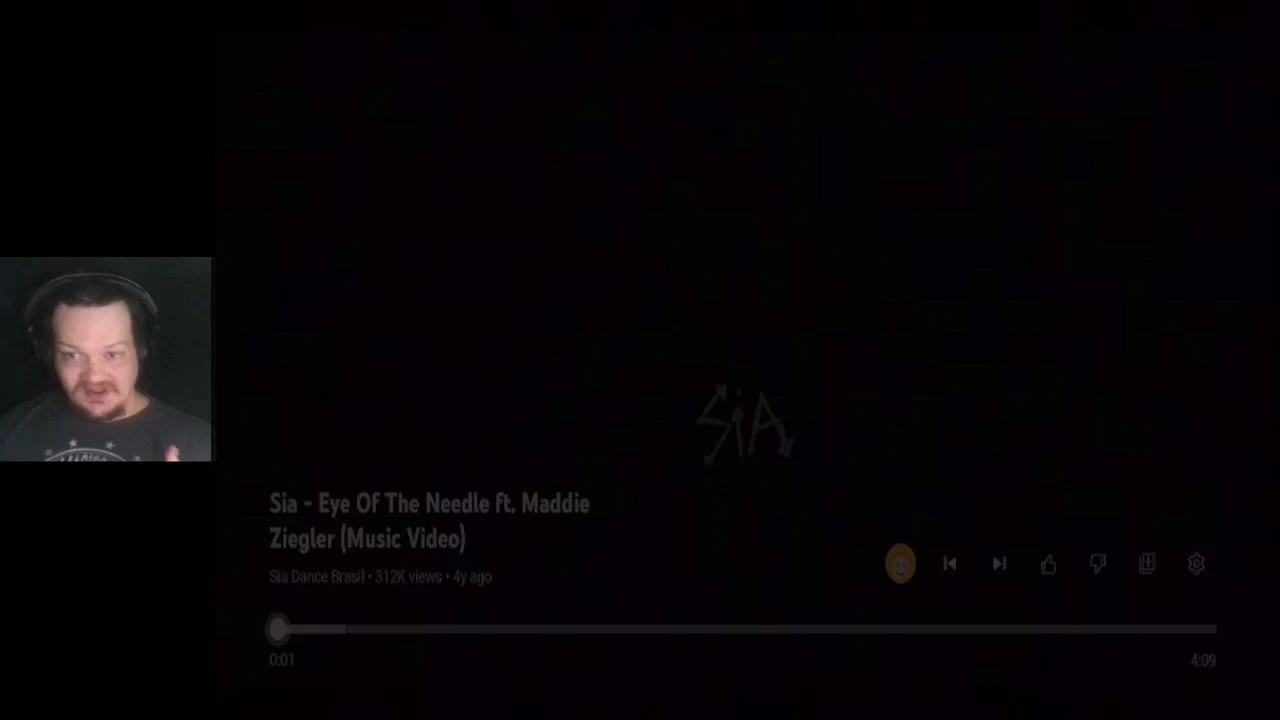 SiA
Sia - Eye Of The Needle ft. Maddie
Ziegler (Music Video)
Sia Dance Brasil • 312K views • 4y ago
0:01
4:09